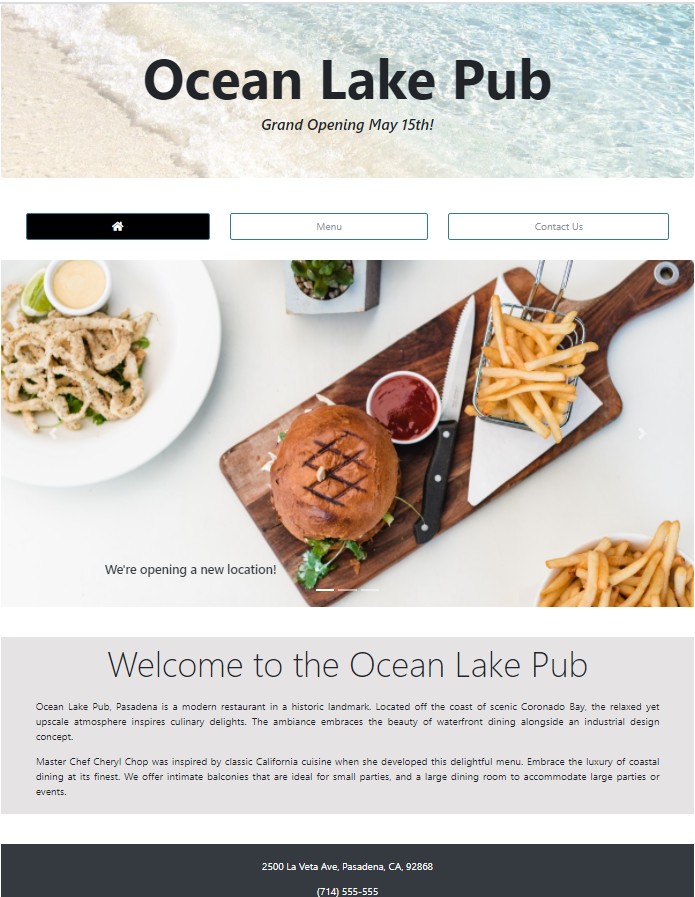 Ocean Lake Pub
Grand Opening May 15th!
Menu
Contact Us
We're opening a new location!
Welcome to the Ocean Lake Pub
Ocean Lake Pub, Pasadena is a modern restaurant in a historic landmark. Located off the coast of scenic Coronado Bay, the relaxed yet
upscale atmosphere inspires culinary delights. The ambiance embraces the beauty of waterfront dining alongside an industrial design
concept.
Master Chef Cheryl Chop was inspired by classic California cuisine when she developed this delightful menu. Embrace the luxury of coastal
dining at its finest. We offer intimate balconies that are ideal for small parties, and a large dining room to accommodate large parties or
events.
2500 La Veta Ave, Pasadena, CA, 92868
(714) 555-555